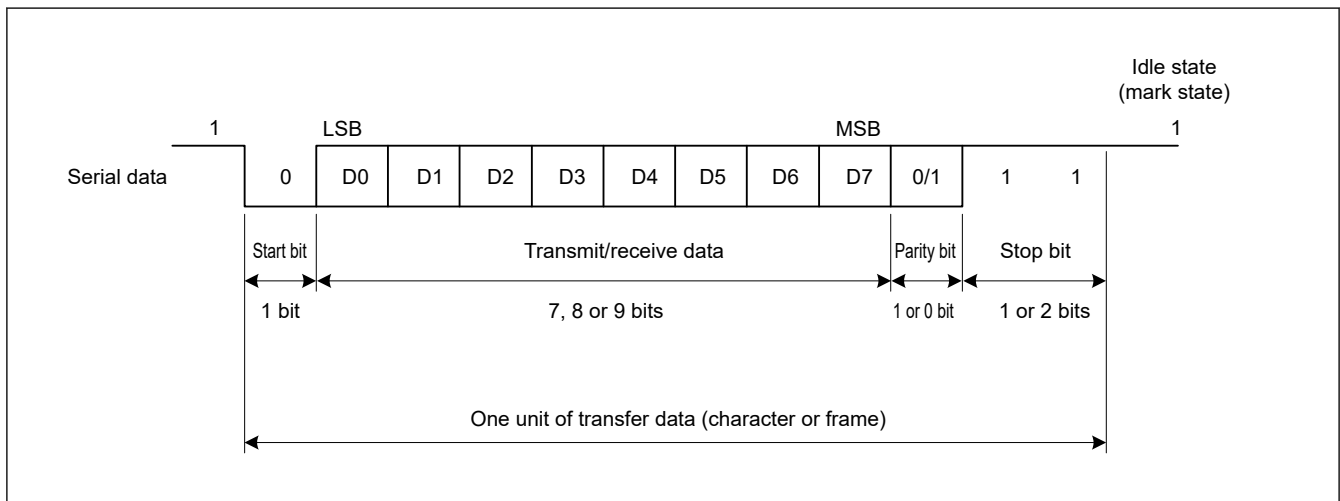 Idle state
(mark state)
1 LSB MSB 1
Serial data 0 D0 D1 D2 D3 D4 D5 D6 D7 0/1 1 1
Start bit Transmit/receive data Parity bit Stop bit
1 bit 7, 8 or 9 bits 1 or 0 bit 1 or 2 bits
One unit of transfer data (character or frame)